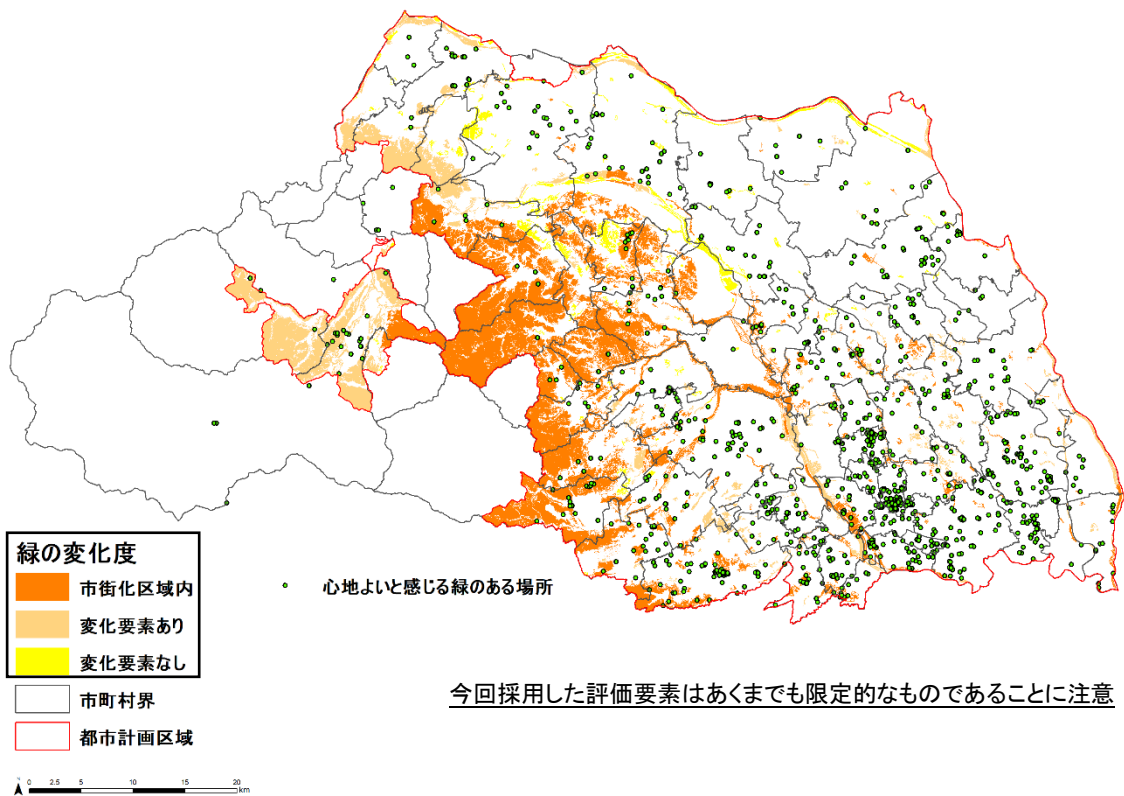 緑の変化度
市街化区域内
変化要素あり
変化要素なし
市町村界
都市計画区域
心地よいと感じる緑のある場所
今回採用した評価要素はあくまでも限定的なものであることに注意
N 0 2.5 5 10 15 20 km